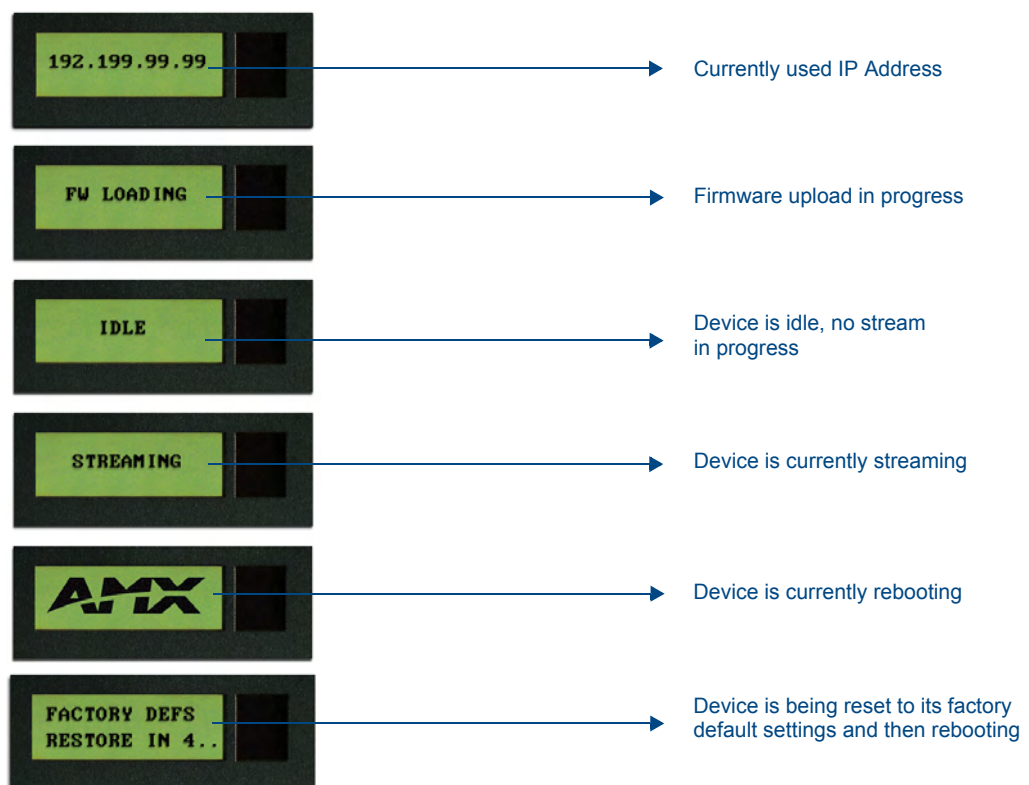 192.199.99.99
Currently used IP Address
FW LOADING
Firmware upload in progress
IDLE
Device is idle, no stream
in progress
STREAMING
Device is currently streaming
AMX
Device is currently rebooting
FACTORY DEFS
RESTORE IN 4..
Device is being reset to its factory
default settings and then rebooting